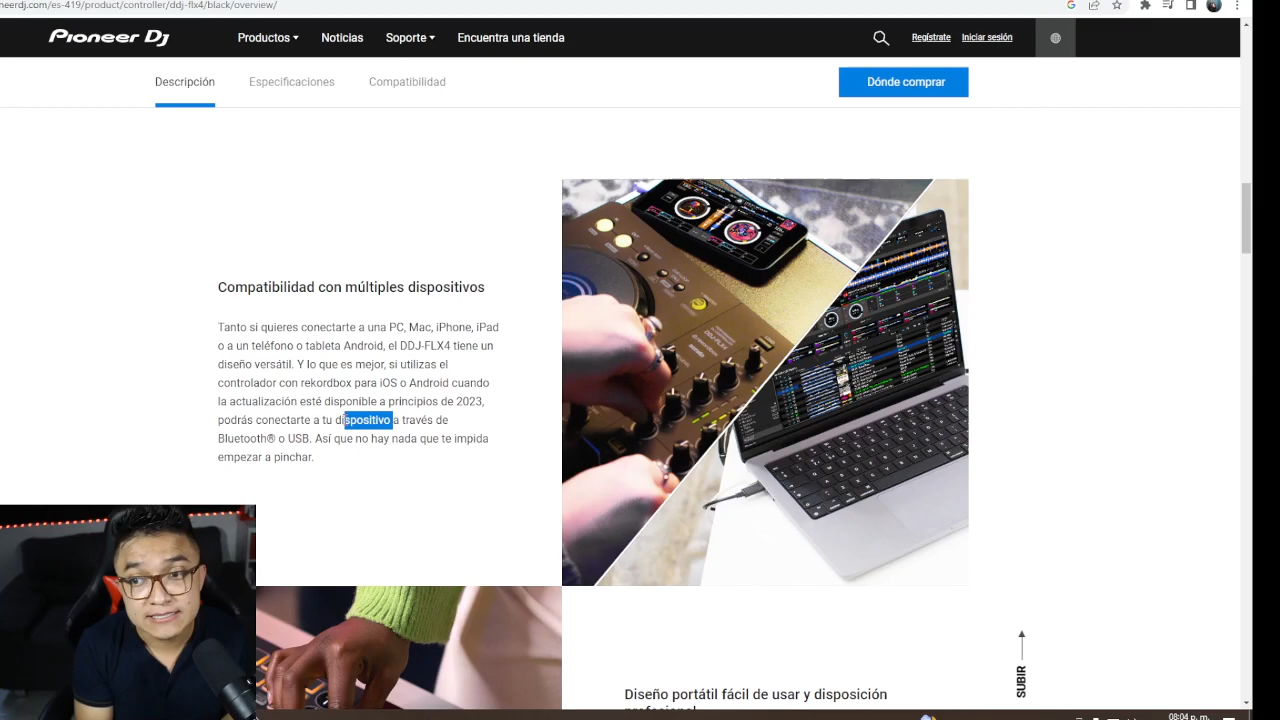 neerdj.com/es-419/product/controller/ddj-flx4/black/overview/
Pioneer Dj
Productos
Noticias
Soporte
Encuentra una tienda
Regístrate
Iniciar sesión
Descripción
Especificaciones
Compatibilidad
Dónde comprar
Compatibilidad con múltiples dispositivos
Tanto si quieres conectarte a una PC, Mac, iPhone, iPad
o a un teléfono o tableta Android, el DDJ-FLX4 tiene un
diseño versátil. Y lo que es mejor, si utilizas el
controlador con rekordbox para iOS o Android cuando
la actualización esté disponible a principios de 2023,
podrás conectarte a tu dispositivo a través de
Bluetooth® o USB. Así que no hay nada que te impida
empezar a pinchar.
DDJ-FLX4
Diseño portátil fácil de usar y disposición
profesional
SUBIR
08:04 p. m.